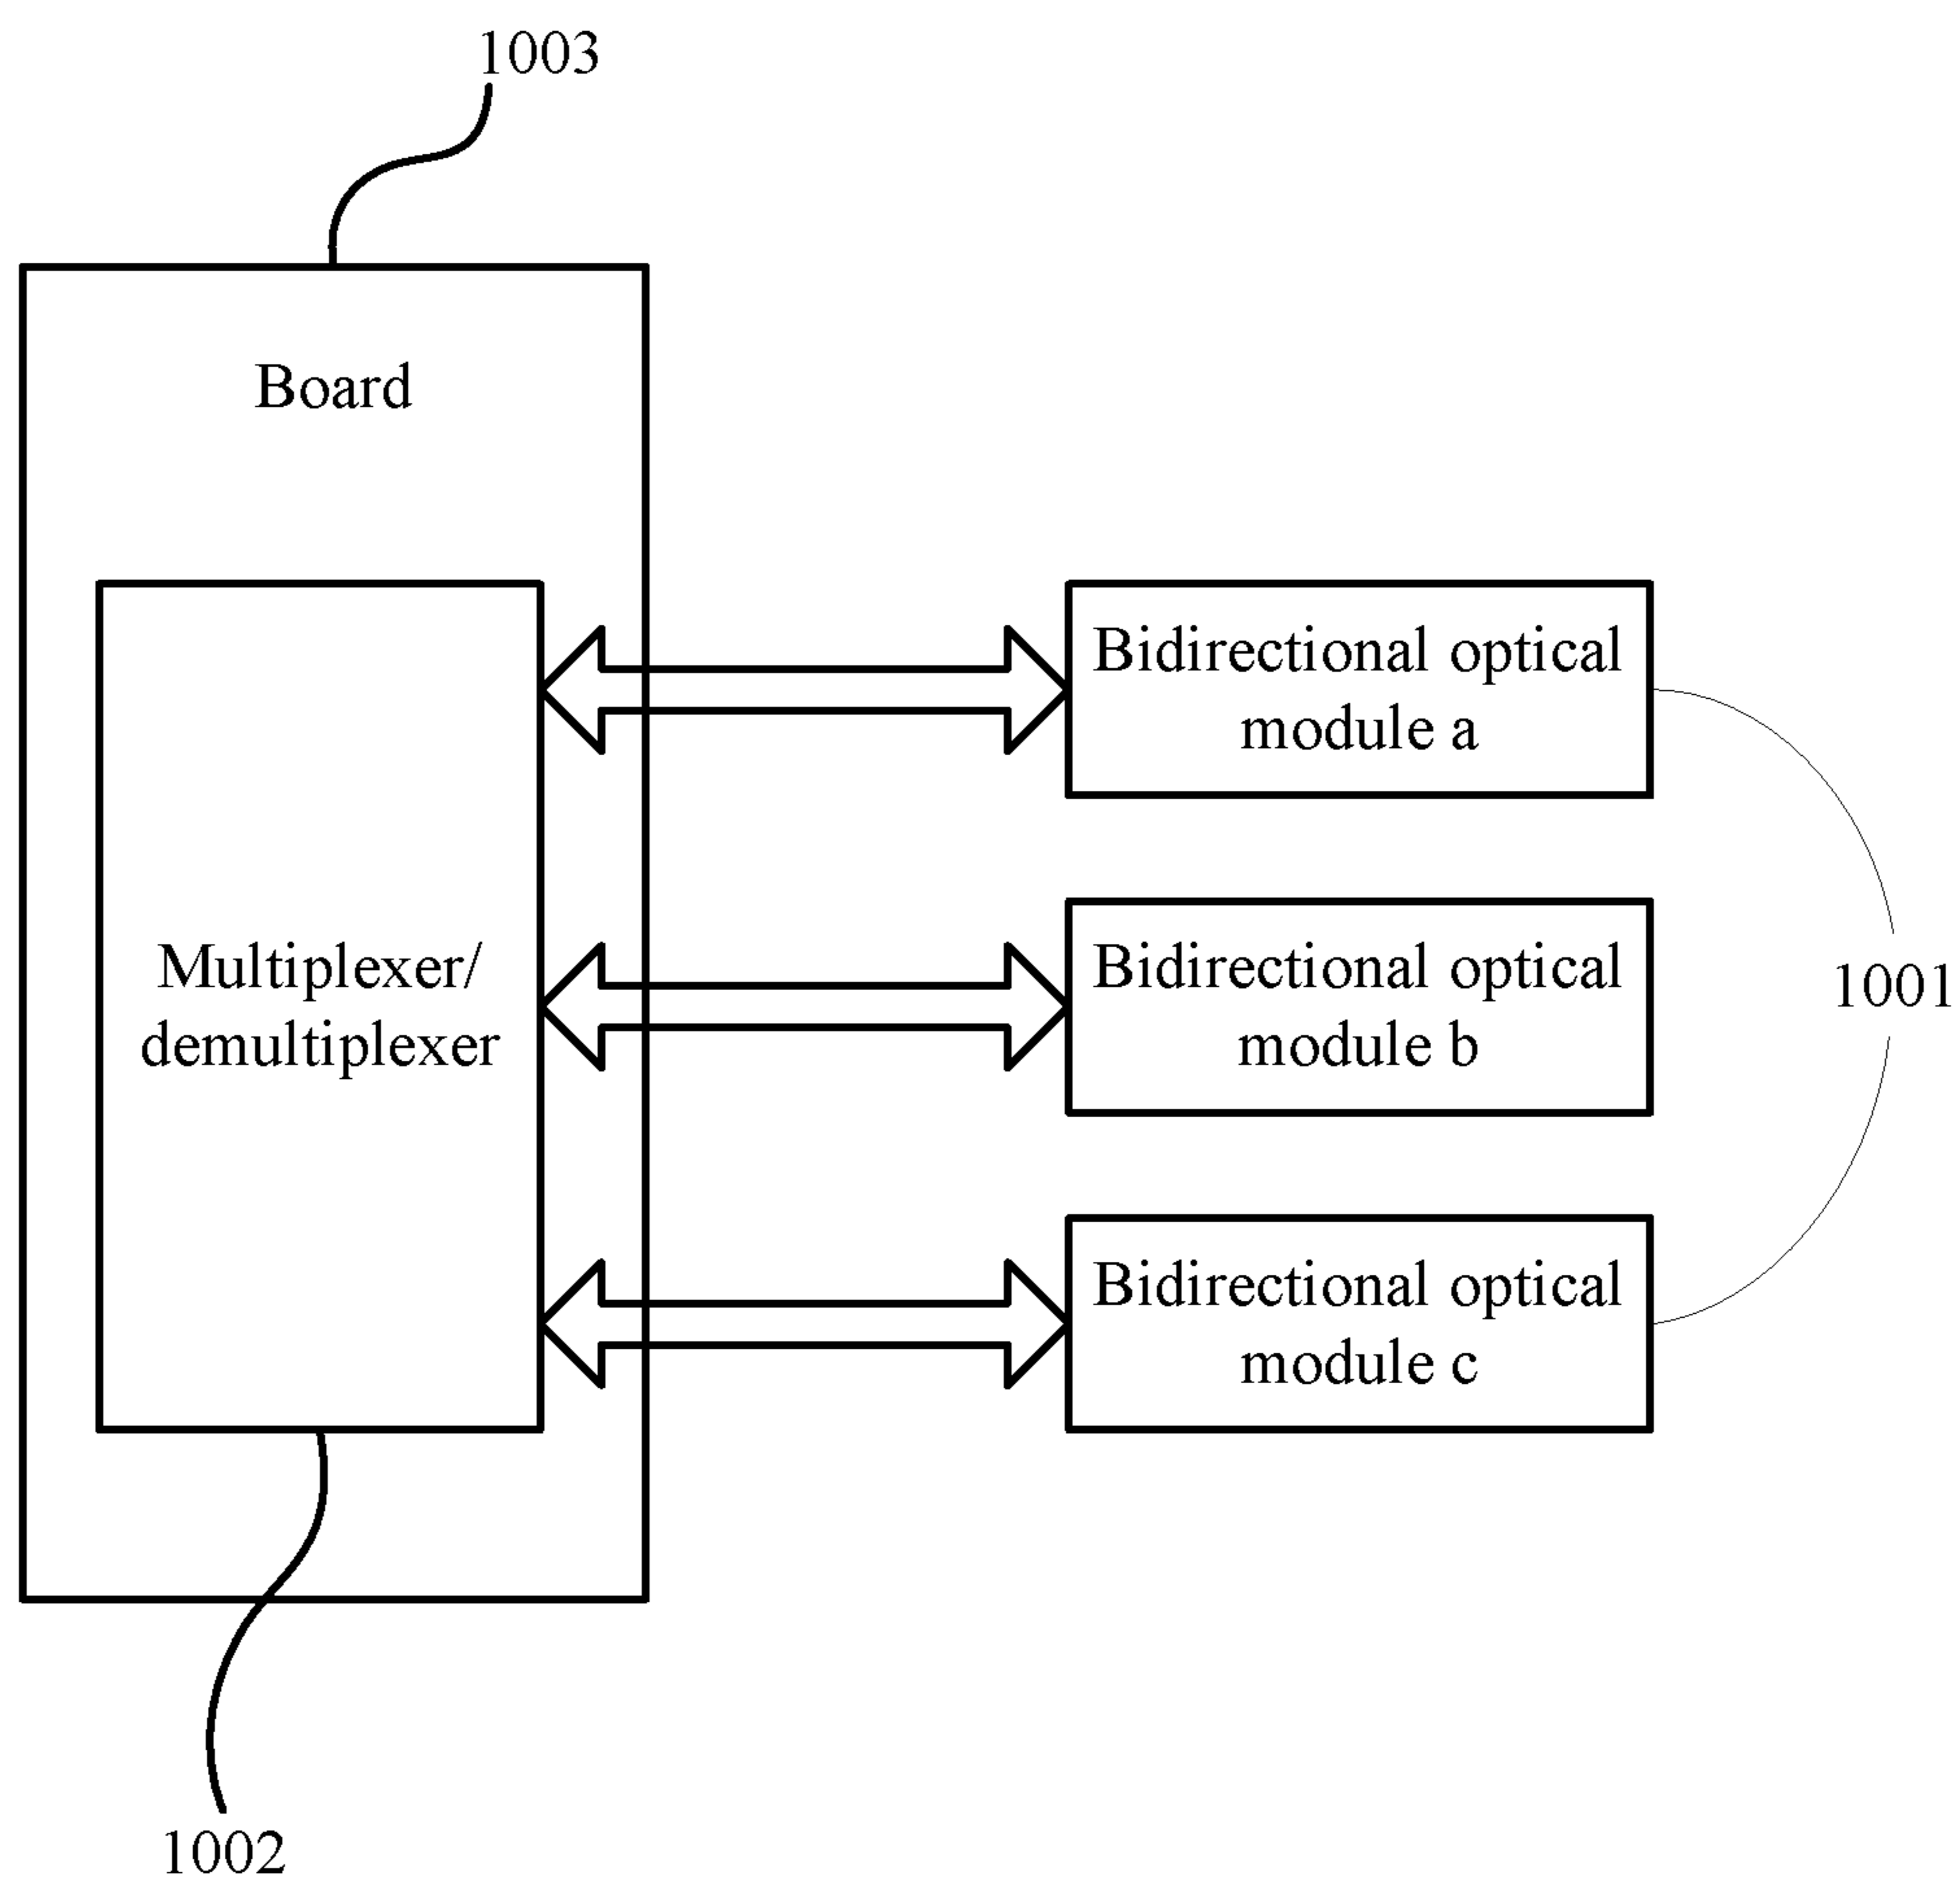 1003
Board
Bidirectional optical
module a
Multiplexer/
demultiplexer
Bidirectional optical
module b
1001
Bidirectional optical
module c
1002